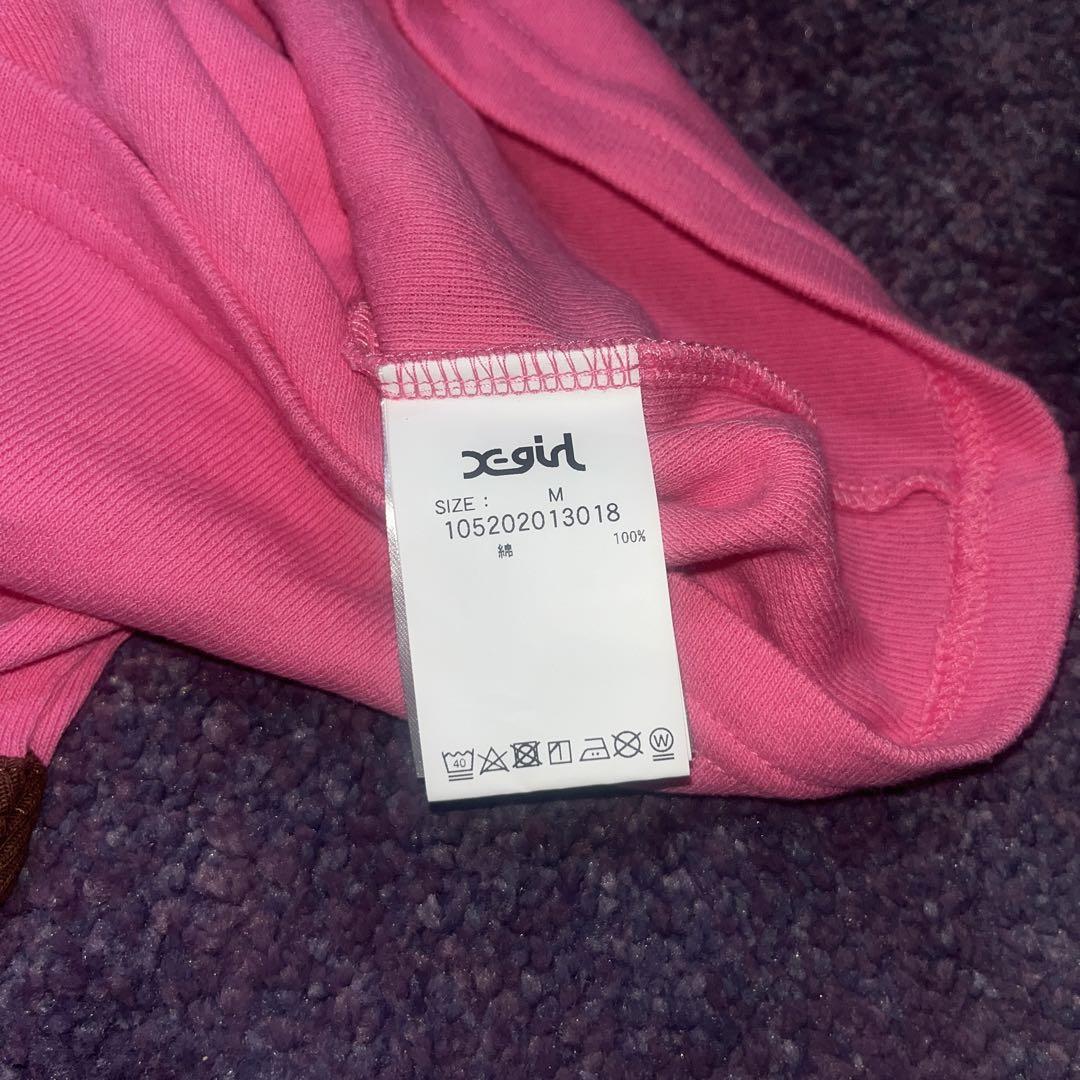 X-girl
SIZE : M
105202013018
綿 100%
40 W